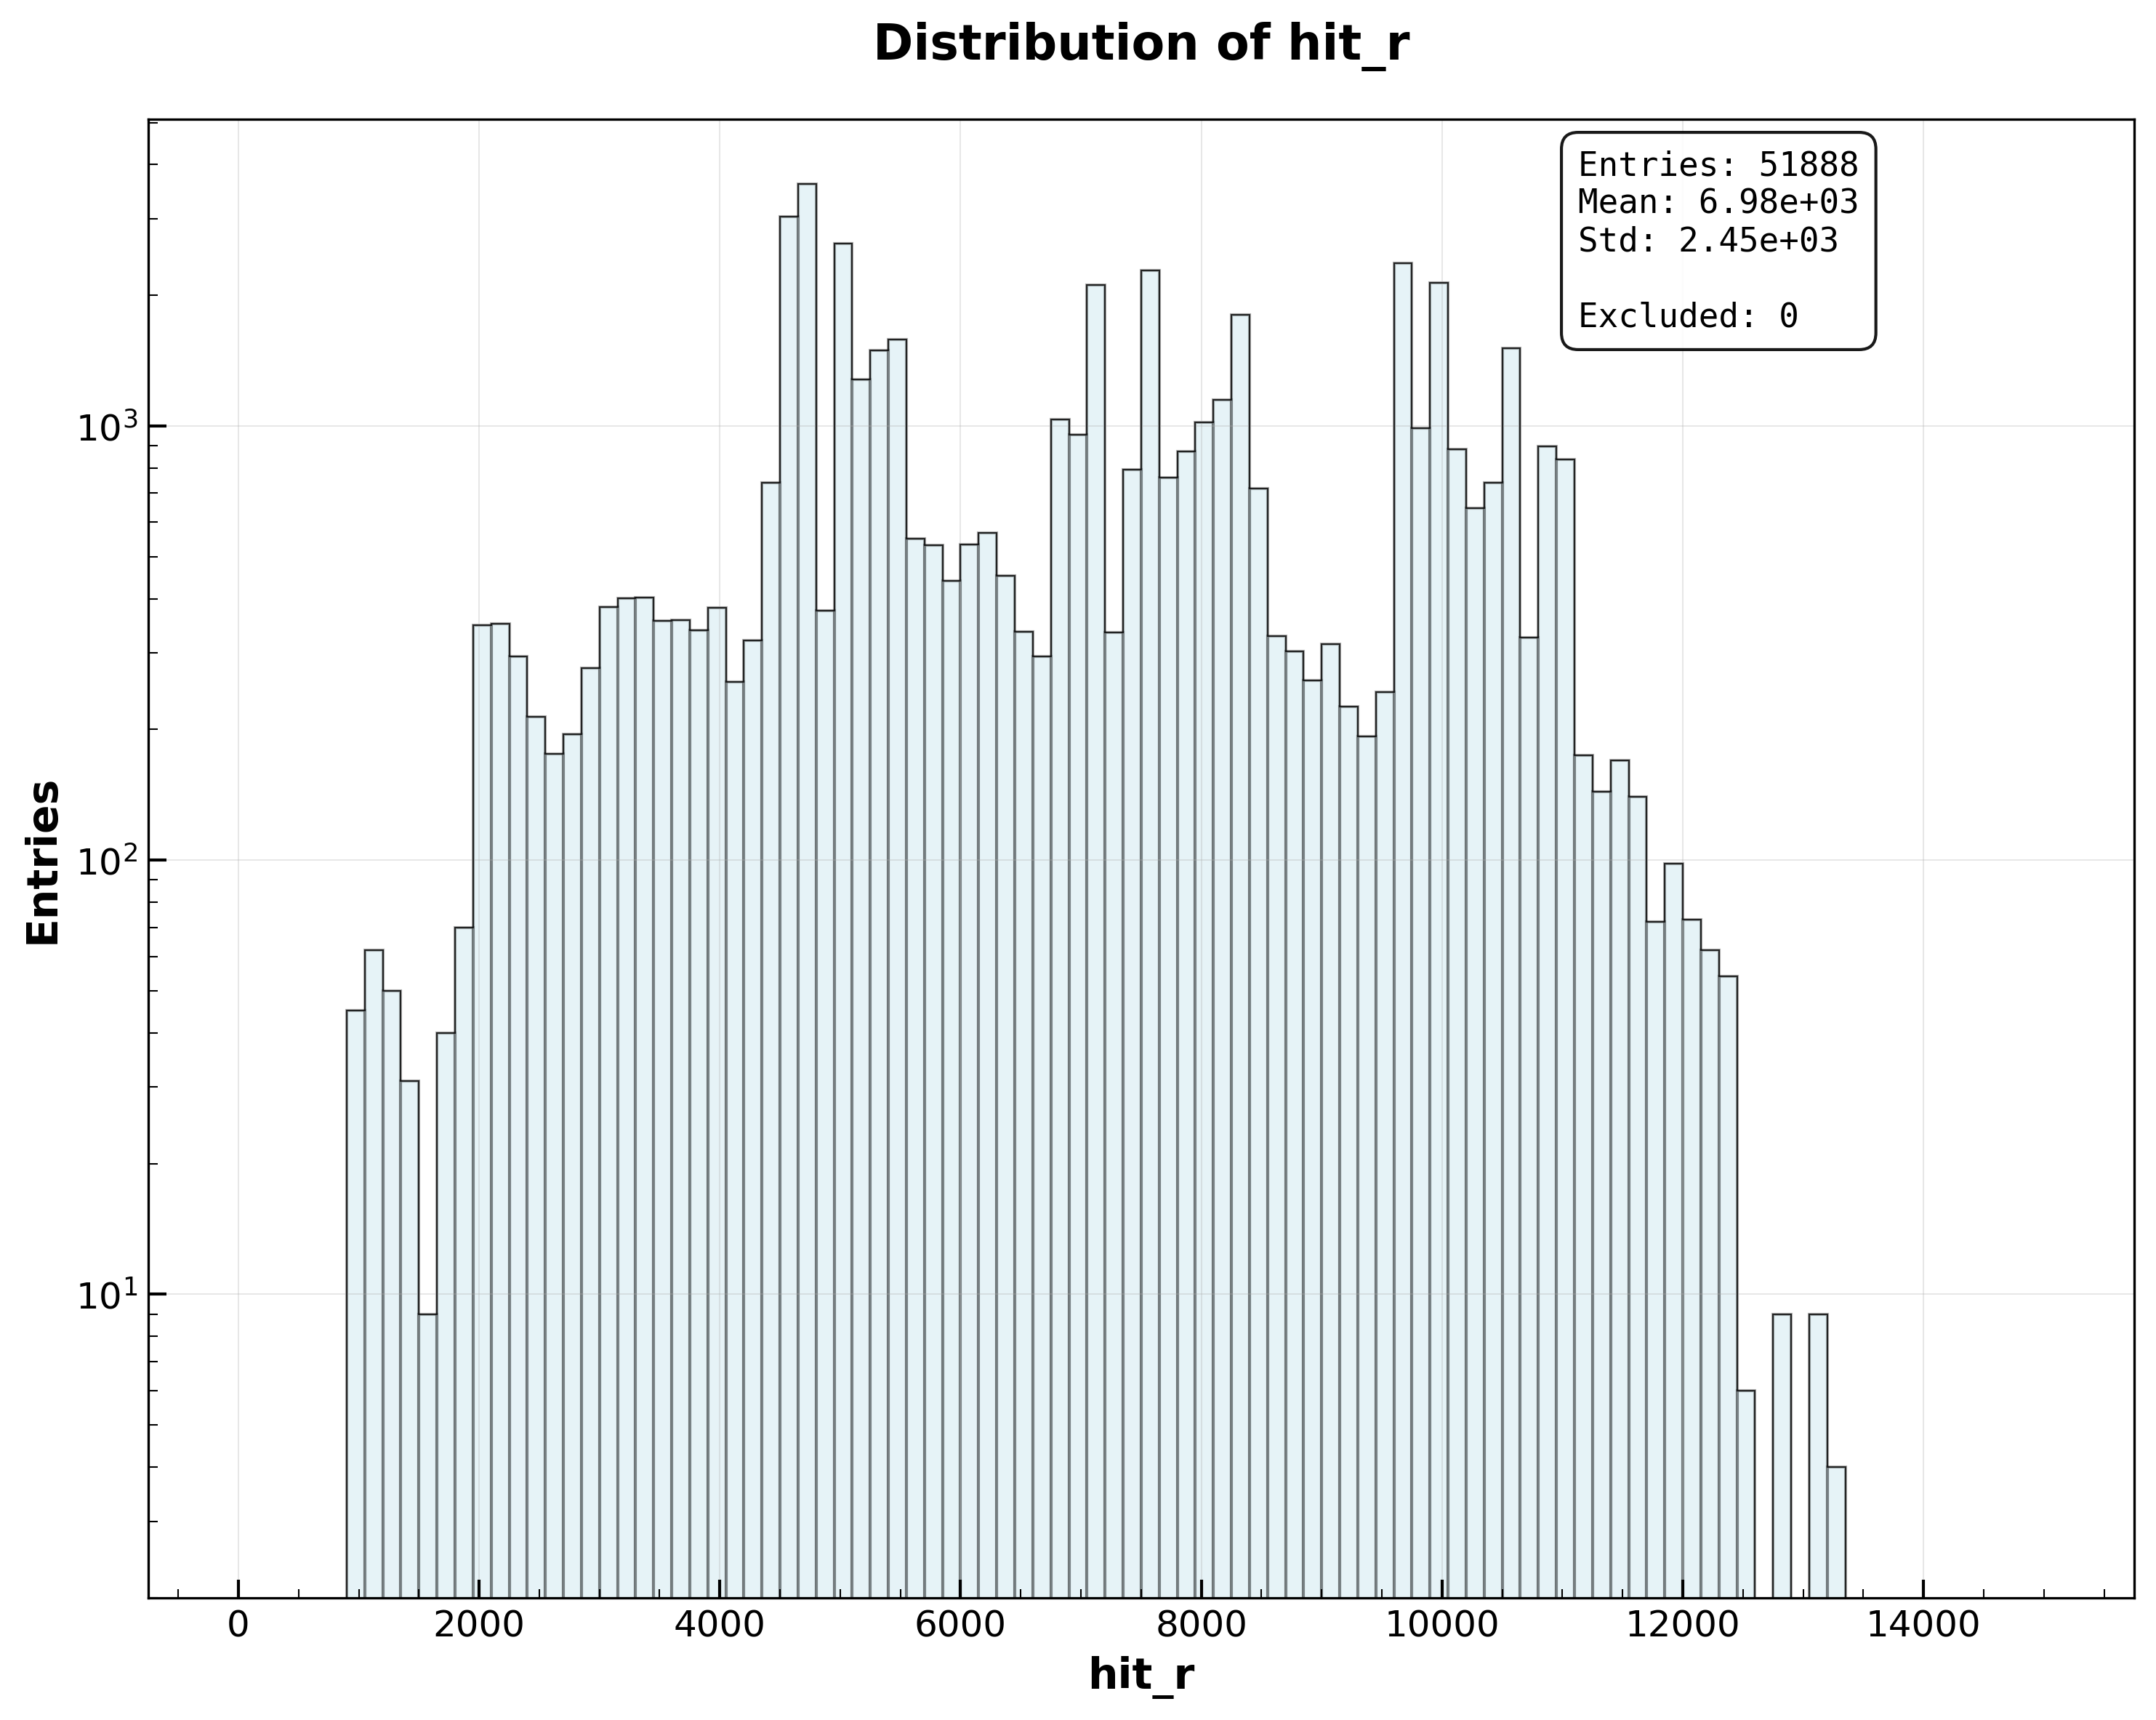 Distribution of hit_r
Entries: 51888
Mean: 6.98e+03
Std: 2.45e+03
Excluded: 0
10³
10²
10¹
Entries
0 2000 4000 6000 8000 10000 12000 14000
hit_r